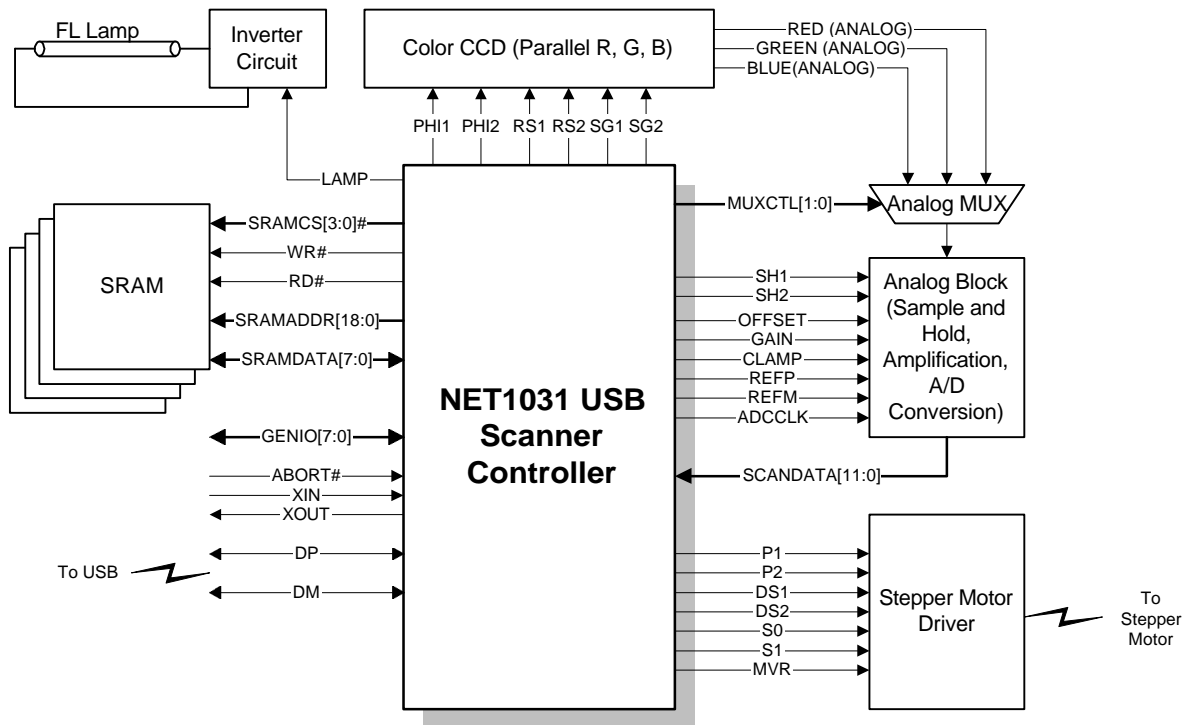 FL Lamp
Inverter
Circuit
Color CCD (Parallel R, G, B)
RED (ANALOG)
GREEN (ANALOG)
BLUE(ANALOG)
PHI1
PHI2
RS1
RS2
SG1
SG2
LAMP
SRAM
SRAMCS[3:0]#
WR#
RD#
SRAMADDR[18:0]
SRAMDATA[7:0]
GENIO[7:0]
ABORT#
XIN
XOUT
To USB
DP
DM
NET1031 USB
Scanner
Controller
MUXCTL[1:0]
Analog MUX
SH1
SH2
OFFSET
GAIN
CLAMP
REFP
REFM
ADCCLK
Analog Block
(Sample and
Hold,
Amplification,
A/D
Conversion)
SCANDATA[11:0]
P1
P2
DS1
DS2
S0
S1
MVR
Stepper Motor
Driver
To
Stepper
Motor